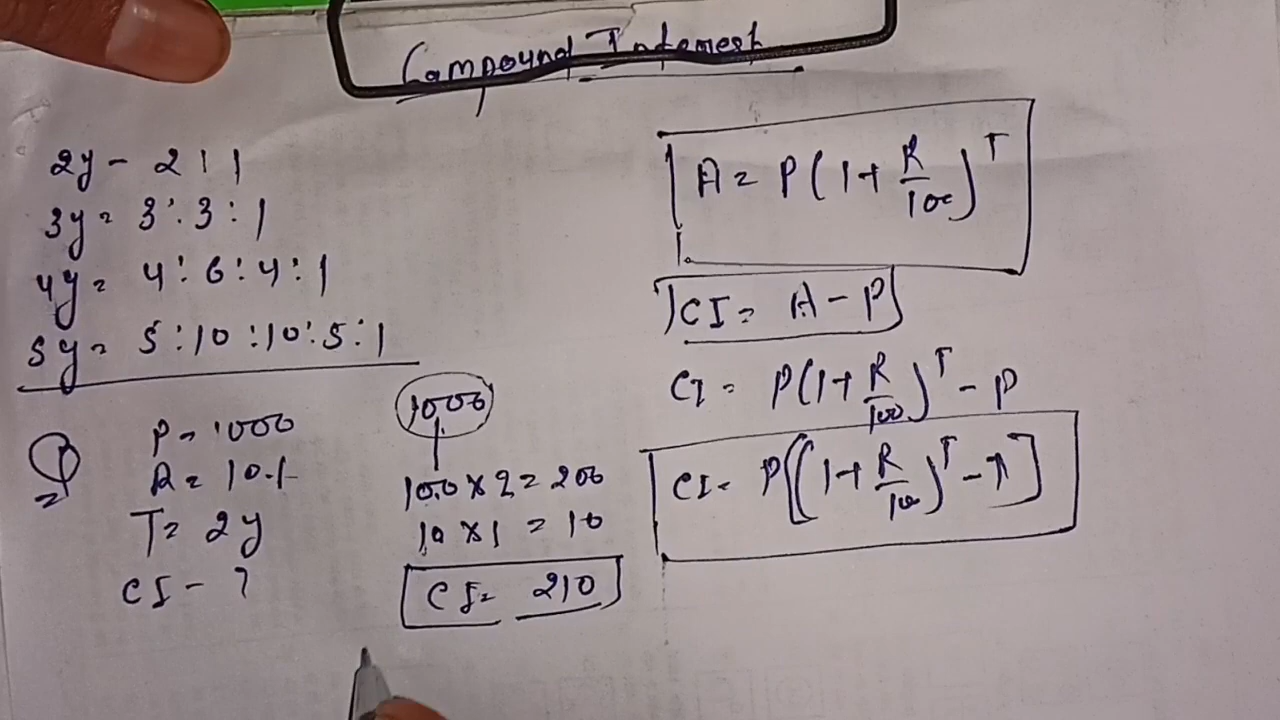 Compound Interest
2y - 2 : 1
3y = 3 : 3 : 1
4y = 4 : 6 : 4 : 1
5y = 5 : 10 : 10 : 5 : 1
Q
P = 1000
R = 10%
T = 2y
CI - ?
1000
100 × 2 = 200
10 × 1 = 10
CI = 210
A = P(1 + R/100)^T
CI = A - P
CI = P(1 + R/100)^T - P
CI = P[(1 + R/100)^T - 1]